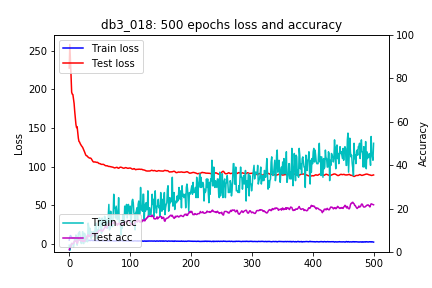 db3_018: 500 epochs loss and accuracy
Train loss
Test loss
Train acc
Test acc
Loss
Accuracy
250
200
150
100
50
0
100
80
60
40
20
0
0
100
200
300
400
500